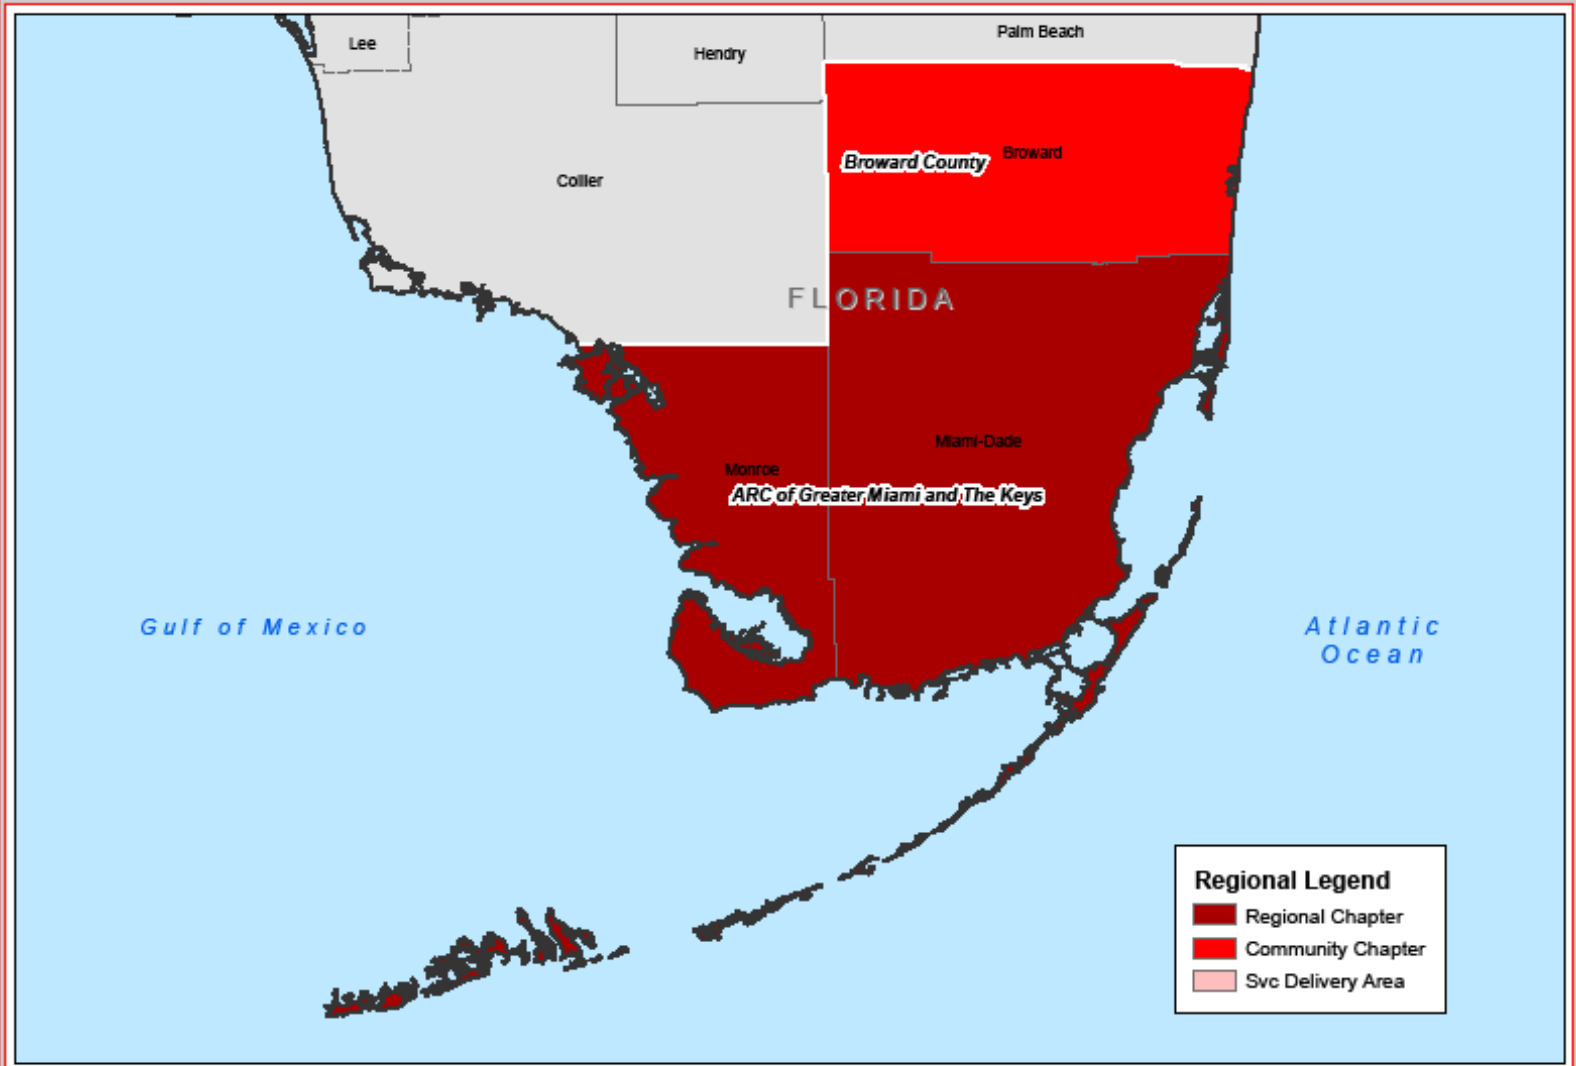 Lee
Hendry
Palm Beach
Broward County
Broward
Collier
FLORIDA
Miami-Dade
Monroe
ARC of Greater Miami and The Keys
Gulf of Mexico
Atlantic
Ocean
Regional Legend
Regional Chapter
Community Chapter
Svc Delivery Area